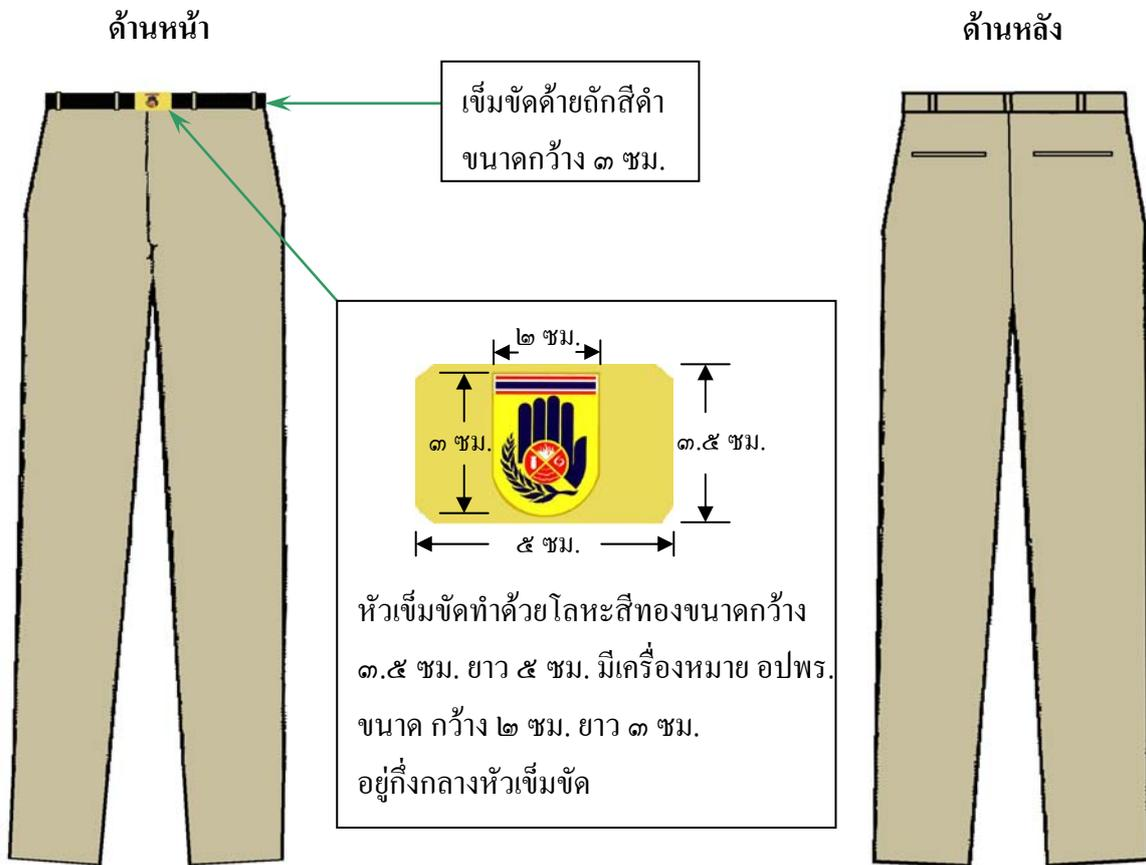 ด้านหน้า
ด้านหลัง
เข็มขัดด้ายถักสีดำ
ขนาดกว้าง ๓ ซม.
๒ ซม.
๓ ซม.
๓.๕ ซม.
๕ ซม.
หัวเข็มขัดทำด้วยโลหะสีทองขนาดกว้าง
๓.๕ ซม. ยาว ๕ ซม. มีเครื่องหมาย อปพร.
ขนาด กว้าง ๒ ซม. ยาว ๓ ซม.
อยู่กึ่งกลางหัวเข็มขัด